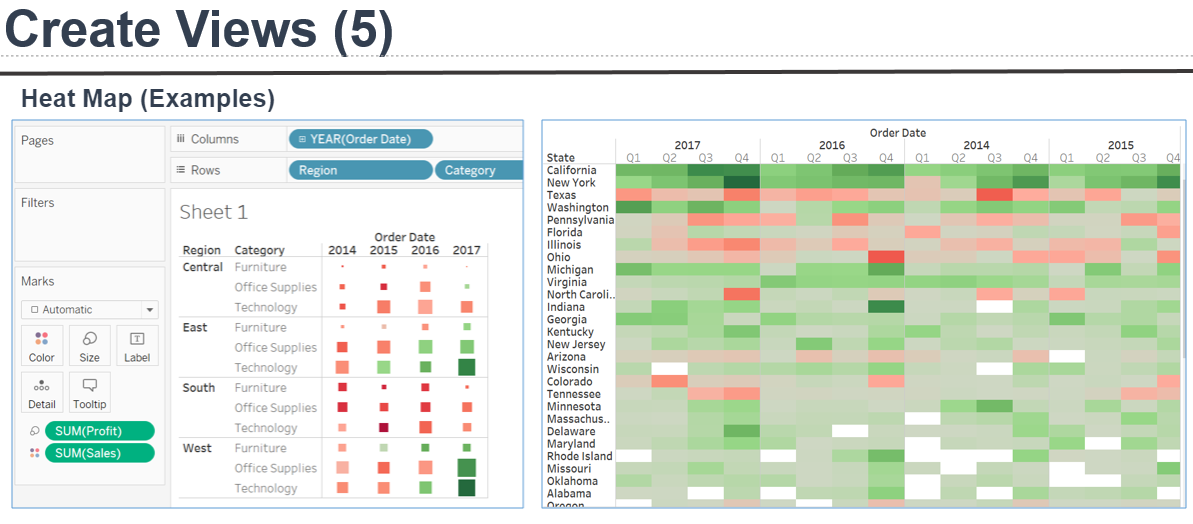 Create Views (5)
Heat Map (Examples)
Pages
Columns
YEAR(Order Date)
Rows
Region
Category
Filters
Marks
Automatic
Color
Size
Label
Detail
Tooltip
SUM(Profit)
SUM(Sales)
Sheet 1
Order Date
Region Category 2014 2015 2016 2017
Central Furniture
Office Supplies
Technology
East Furniture
Office Supplies
Technology
South Furniture
Office Supplies
Technology
West Furniture
Office Supplies
Technology
Order Date
2017 2016 2014 2015
State Q1 Q2 Q3 Q4 Q1 Q2 Q3 Q4 Q1 Q2 Q3 Q4 Q1 Q2 Q3 Q4
California
New York
Texas
Washington
Pennsylvania
Florida
Illinois
Ohio
Michigan
Virginia
North Caroli..
Indiana
Georgia
Kentucky
New Jersey
Arizona
Wisconsin
Colorado
Tennessee
Minnesota
Massachus..
Delaware
Maryland
Rhode Island
Missouri
Oklahoma
Alabama
Oregon